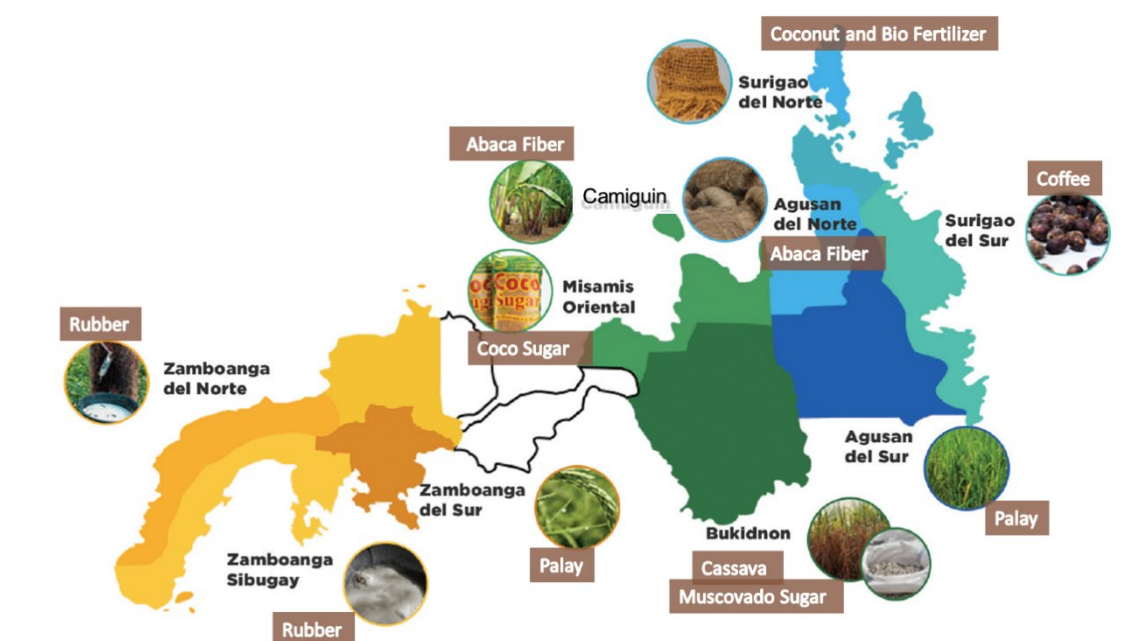 Coconut and Bio Fertilizer
Surigao
del Norte
Abaca Fiber
Camiguin
Coffee
Agusan
del Norte
Surigao
del Sur
Abaca Fiber
Misamis
Oriental
Coco
Sugar
Rubber
Coco Sugar
Zamboanga
del Norte
Agusan
del Sur
Zamboanga
del Sur
Palay
Bukidnon
Zamboanga
Sibugay
Palay
Cassava
Muscovado Sugar
Rubber